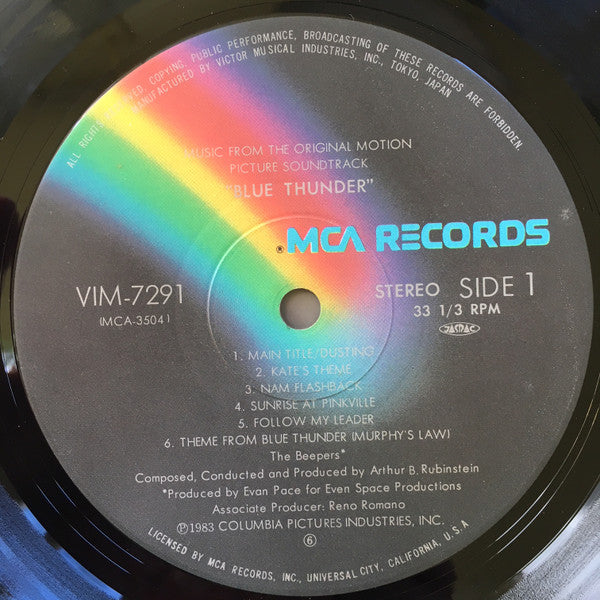 ALL RIGHTS RESERVED. COPYING, PUBLIC PERFORMANCE, BROADCASTING OF THESE RECORDS ARE FORBIDDEN.
MANUFACTURED BY VICTOR MUSICAL INDUSTRIES, INC., TOKYO, JAPAN
MUSIC FROM THE ORIGINAL MOTION
PICTURE SOUNDTRACK
"BLUE THUNDER"
® MCA RECORDS
VIM-7291
(MCA-3504)
STEREO SIDE 1
33 1/3 RPM
JASRAC
1. MAIN TITLE/DUSTING
2. KATE'S THEME
3. NAM FLASHBACK
4. SUNRISE AT PINKVILLE
5. FOLLOW MY LEADER
6. THEME FROM BLUE THUNDER (MURPHY'S LAW)
The Beepers*
Composed, Conducted and Produced by Arthur B. Rubinstein
*Produced by Evan Pace for Even Space Productions
Associate Producer: Reno Romano
℗1983 COLUMBIA PICTURES INDUSTRIES, INC.
⑥
LICENSED BY MCA RECORDS, INC., UNIVERSAL CITY, CALIFORNIA, U.S.A